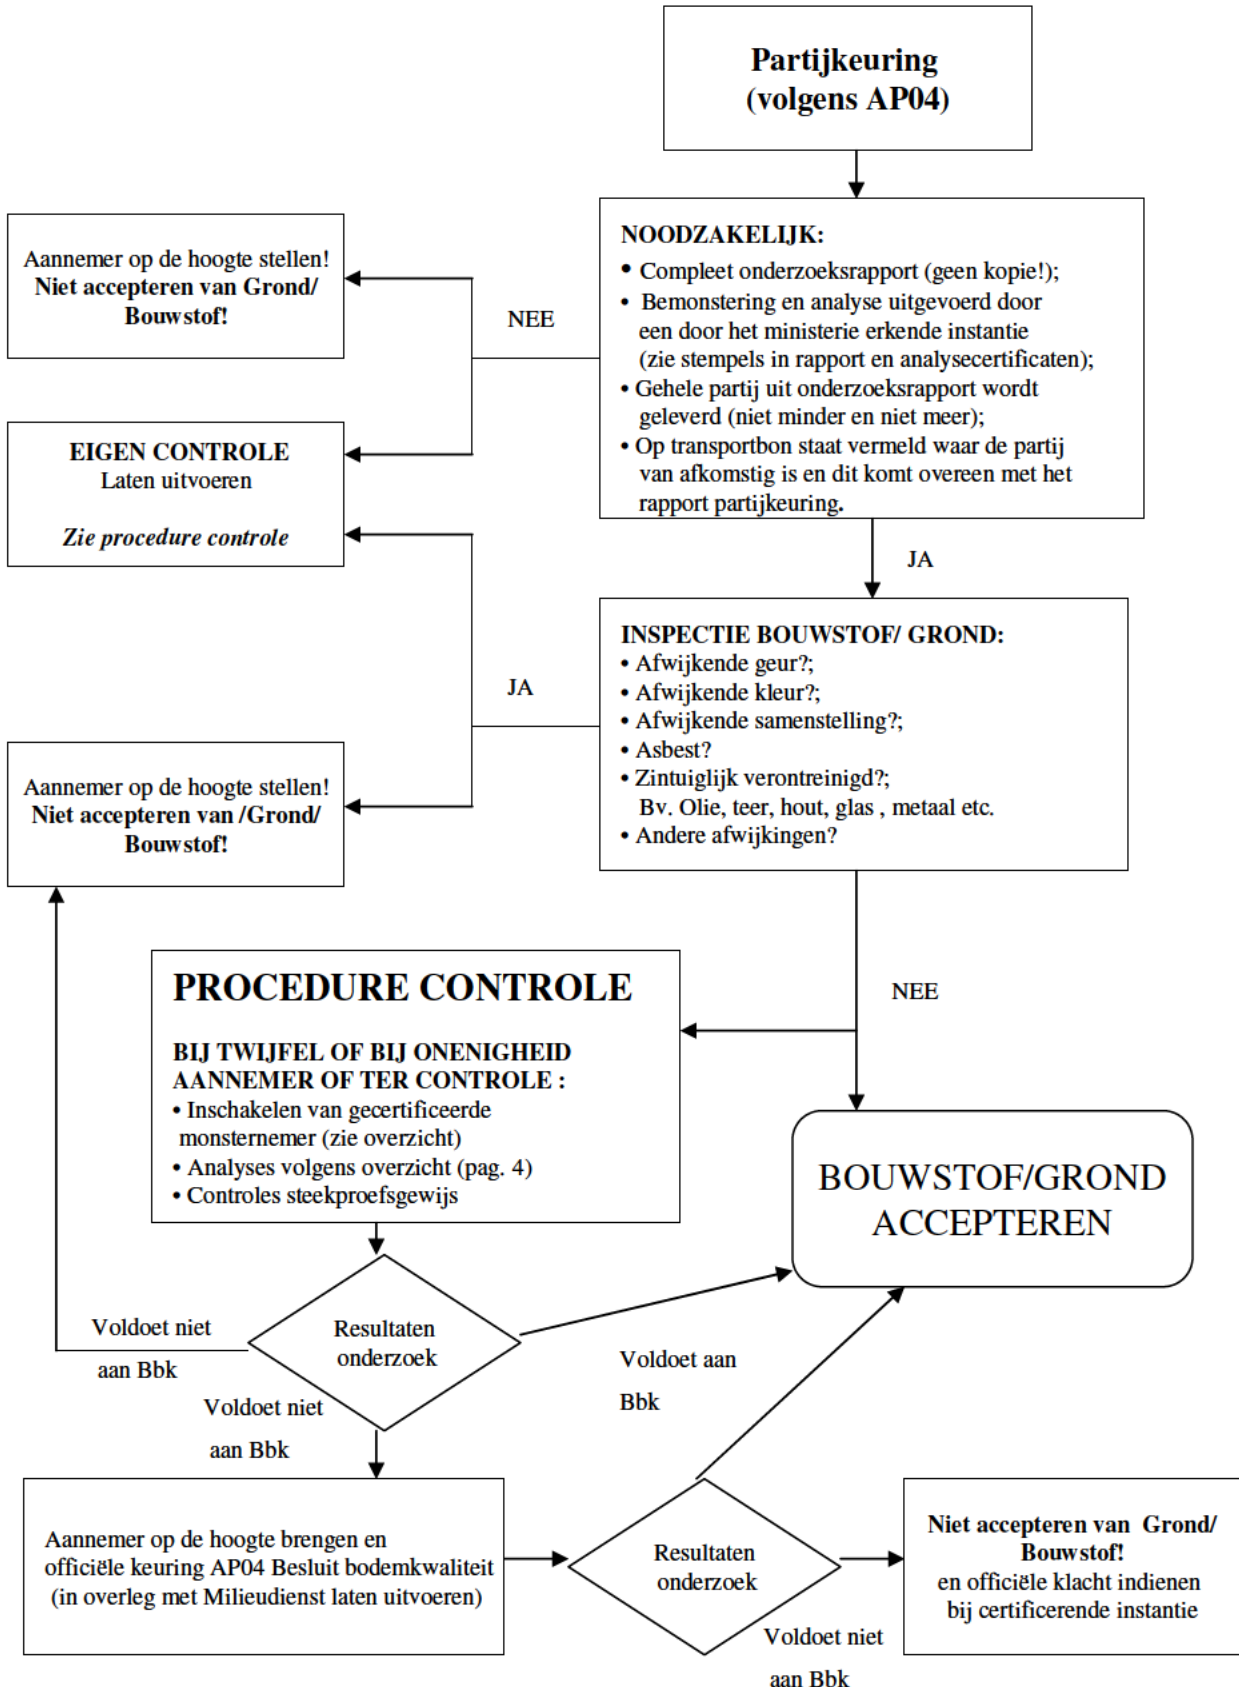 Partijkeuring
(volgens AP04)
NOODZAKELIJK:
• Compleet onderzoeksrapport (geen kopie!);
• Bemonstering en analyse uitgevoerd door
een door het ministerie erkende instantie
(zie stempels in rapport en analysecertificaten);
• Gehele partij uit onderzoeksrapport wordt
geleverd (niet minder en niet meer);
• Op transportbon staat vermeld waar de partij
van afkomstig is en dit komt overeen met het
rapport partijkeuring.
NEE
Aannemer op de hoogte stellen!
Niet accepteren van Grond/
Bouwstof!
EIGEN CONTROLE
Laten uitvoeren
Zie procedure controle
JA
INSPECTIE BOUWSTOF/ GROND:
• Afwijkende geur?;
• Afwijkende kleur?;
• Afwijkende samenstelling?;
• Asbest?
• Zintuiglijk verontreinigd?;
Bv. Olie, teer, hout, glas , metaal etc.
• Andere afwijkingen?
JA
Aannemer op de hoogte stellen!
Niet accepteren van /Grond/
Bouwstof!
NEE
PROCEDURE CONTROLE
BIJ TWIJFEL OF BIJ ONENIGHEID
AANNEMER OF TER CONTROLE :
• Inschakelen van gecertificeerde
monsternemer (zie overzicht)
• Analyses volgens overzicht (pag. 4)
• Controles steekproefsgewijs
BOUWSTOF/GROND
ACCEPTEREN
Resultaten
onderzoek
Voldoet niet
aan Bbk
Voldoet niet
aan Bbk
Voldoet aan
Bbk
Aannemer op de hoogte brengen en
officiële keuring AP04 Besluit bodemkwaliteit
(in overleg met Milieudienst laten uitvoeren)
Resultaten
onderzoek
Voldoet niet
aan Bbk
Niet accepteren van Grond/
Bouwstof!
en officiële klacht indienen
bij certificerende instantie